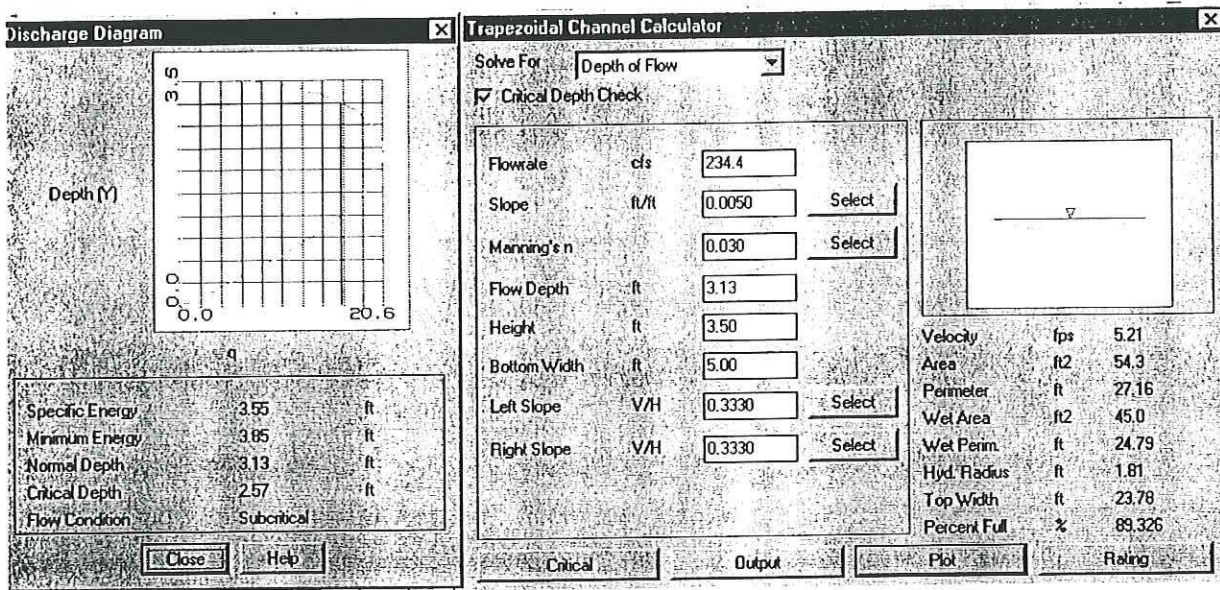 Discharge Diagram
3.5
Depth (Y)
0.0
0.0 20.6
q
Specific Energy 3.55 ft
Minimum Energy 3.85 ft
Normal Depth 3.13 ft
Critical Depth 2.57 ft
Flow Condition Subcritical
Close Help
Trapezoidal Channel Calculator
Solve For Depth of Flow
Critical Depth Check
Flowrate cfs 234.4
Slope ft/ft 0.0050 Select
Manning's n 0.030 Select
Flow Depth ft 3.13
Height ft 3.50
Bottom Width ft 5.00
Left Slope V/H 0.3330 Select
Right Slope V/H 0.3330 Select
Velocity fps 5.21
Area ft2 54.3
Perimeter ft 27.16
Wet Area ft2 45.0
Wet Perim. ft 24.79
Hyd. Radius ft 1.81
Top Width ft 23.78
Percent Full % 89.326
Critical Output Plot Rating